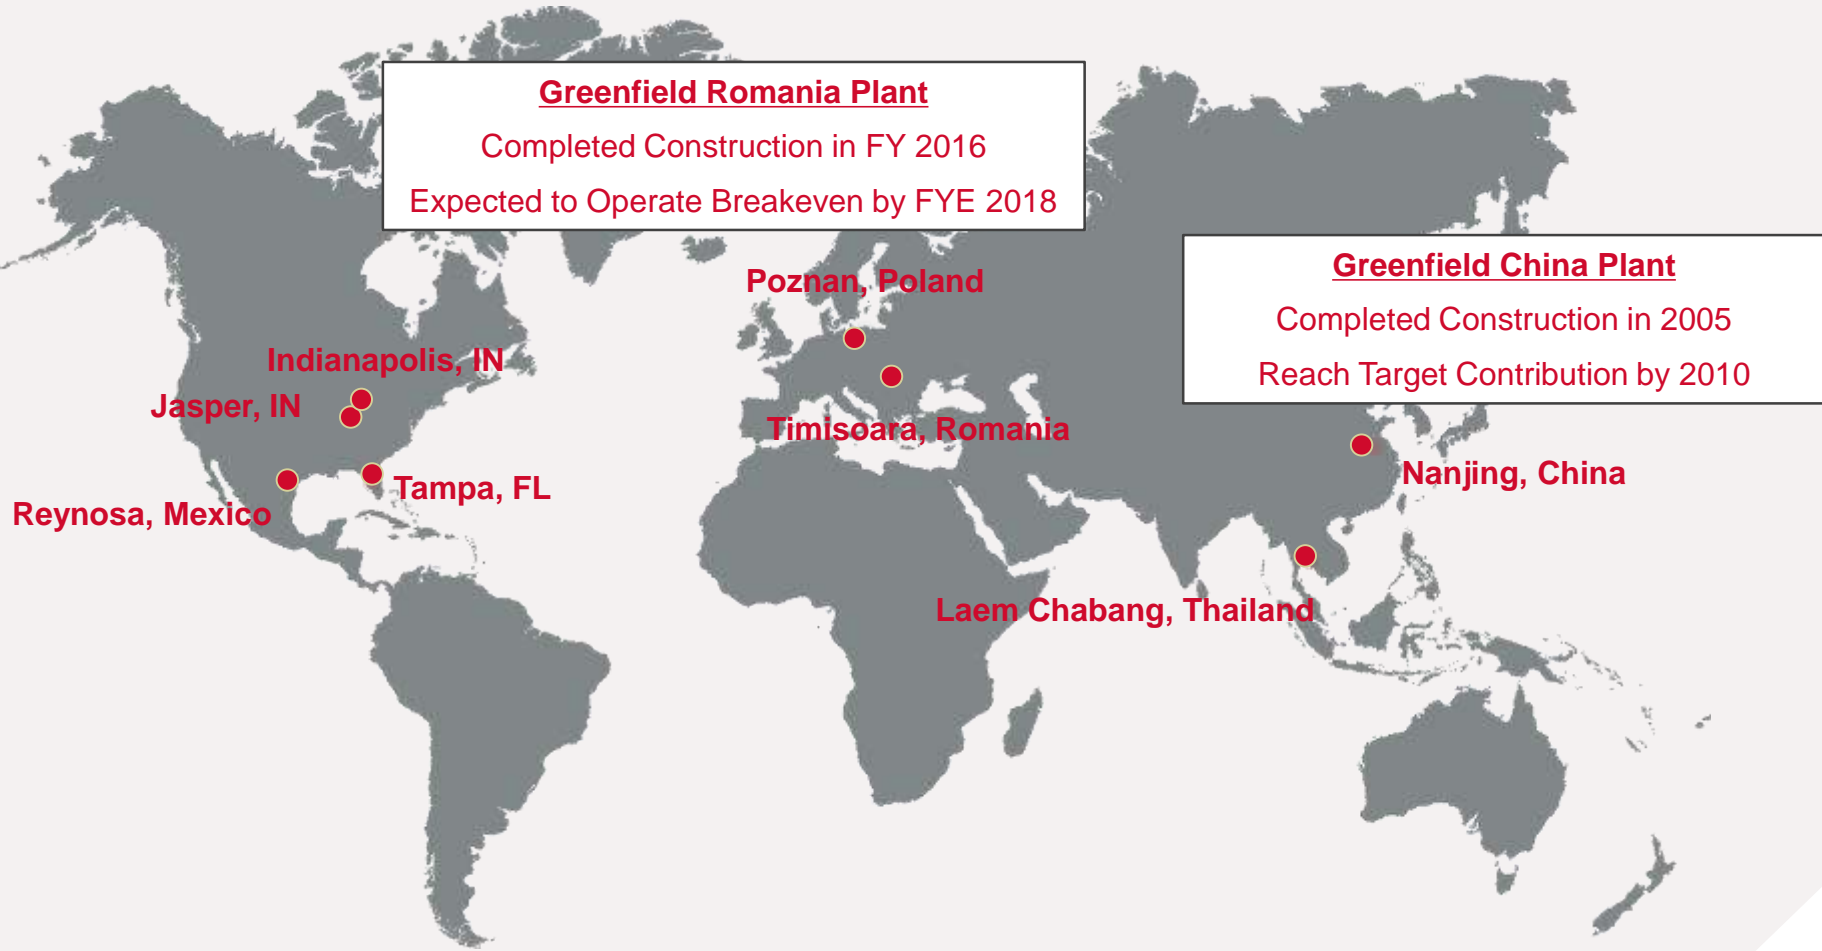 Greenfield Romania Plant
Completed Construction in FY 2016
Expected to Operate Breakeven by FYE 2018
Greenfield China Plant
Completed Construction in 2005
Reach Target Contribution by 2010
Poznan, Poland
Indianapolis, IN
Jasper, IN
Timisoara, Romania
Nanjing, China
Tampa, FL
Reynosa, Mexico
Laem Chabang, Thailand